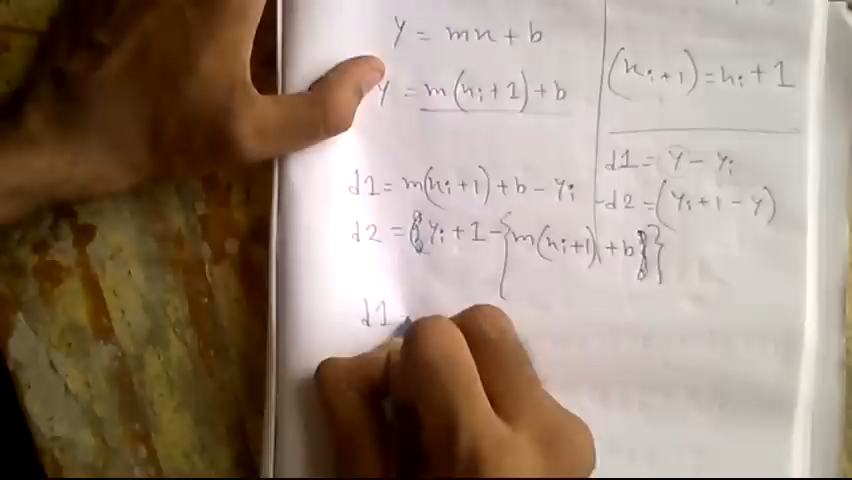 y = mx + b
y = m(xi + 1) + b
(xi+1) = xi + 1
d1 = y - yi
d2 = (yi + 1 - y)
d1 = m(xi + 1) + b - yi
d2 = yi + 1 - {m(xi + 1) + b}
d1 -